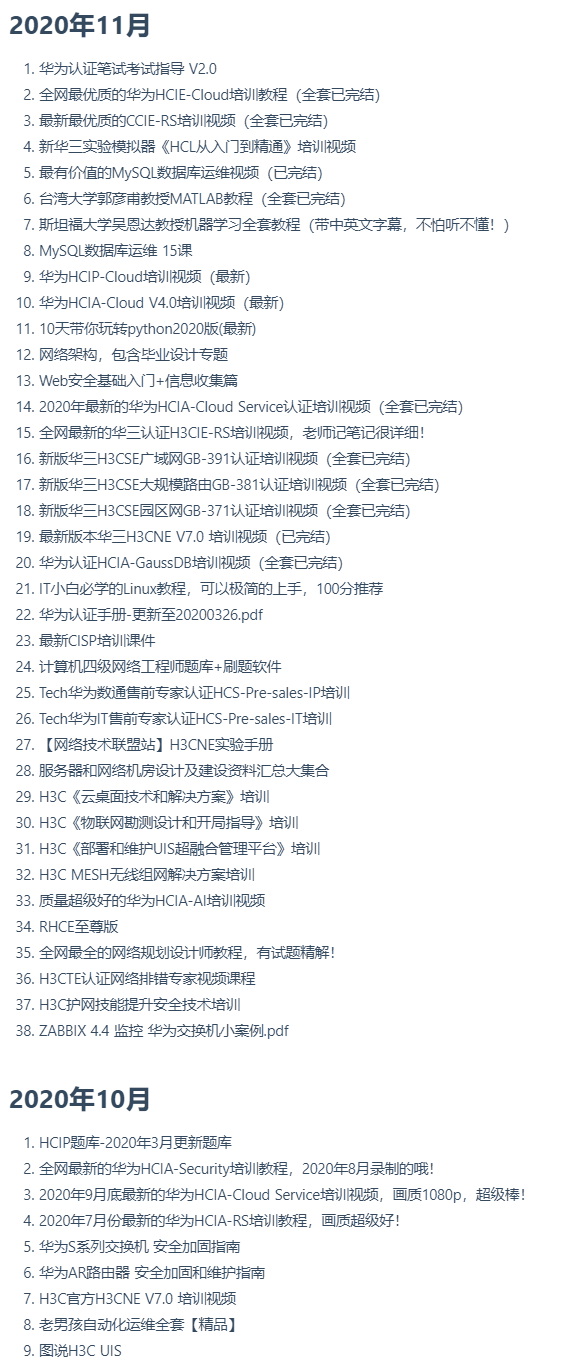 2020年11月
1. 华为认证笔试考试指导 V2.0
2. 全网最优质的华为HCIE-Cloud培训教程（全套已完结）
3. 最新最优质的CCIE-RS培训视频（全套已完结）
4. 新华三实验模拟器《HCL从入门到精通》培训视频
5. 最有价值的MySQL数据库运维视频（已完结）
6. 台湾大学郭彦甫教授MATLAB教程（全套已完结）
7. 斯坦福大学吴恩达教授机器学习全套教程（带中英文字幕，不怕听不懂！）
8. MySQL数据库运维 15课
9. 华为HCIP-Cloud培训视频（最新）
10. 华为HCIA-Cloud V4.0培训视频（最新）
11. 10天带你玩转python2020版(最新)
12. 网络架构，包含毕业设计专题
13. Web安全基础入门+信息收集篇
14. 2020年最新的华为HCIA-Cloud Service认证培训视频（全套已完结）
15. 全网最新的华三认证H3CIE-RS培训视频，老师记笔记很详细！
16. 新版华三H3CSE广域网GB-391认证培训视频（全套已完结）
17. 新版华三H3CSE大规模路由GB-381认证培训视频（全套已完结）
18. 新版华三H3CSE园区网GB-371认证培训视频（全套已完结）
19. 最新版本华三H3CNE V7.0 培训视频（已完结）
20. 华为认证HCIA-GaussDB培训视频（全套已完结）
21. IT小白必学的Linux教程，可以极简的上手，100分推荐
22. 华为认证手册-更新至20200326.pdf
23. 最新CISP培训课件
24. 计算机四级网络工程师题库+刷题软件
25. Tech华为数通售前专家认证HCS-Pre-sales-IP培训
26. Tech华为IT售前专家认证HCS-Pre-sales-IT培训
27. 【网络技术联盟站】H3CNE实验手册
28. 服务器和网络机房设计及建设资料汇总大集合
29. H3C《云桌面技术和解决方案》培训
30. H3C《物联网勘测设计和开局指导》培训
31. H3C《部署和维护UIS超融合管理平台》培训
32. H3C MESH无线组网解决方案培训
33. 质量超级好的华为HCIA-AI培训视频
34. RHCE至尊版
35. 全网最全的网络规划设计师教程，有试题精解！
36. H3CTE认证网络排错专家视频课程
37. H3C护网技能提升安全技术培训
38. ZABBIX 4.4 监控 华为交换机小案例.pdf
2020年10月
1. HCIP题库-2020年3月更新题库
2. 全网最新的华为HCIA-Security培训教程，2020年8月录制的哦！
3. 2020年9月底最新的华为HCIA-Cloud Service培训视频，画质1080p，超级棒！
4. 2020年7月份最新的华为HCIA-RS培训教程，画质超级好！
5. 华为S系列交换机 安全加固指南
6. 华为AR路由器 安全加固和维护指南
7. H3C官方H3CNE V7.0 培训视频
8. 老男孩自动化运维全套【精品】
9. 图说H3C UIS